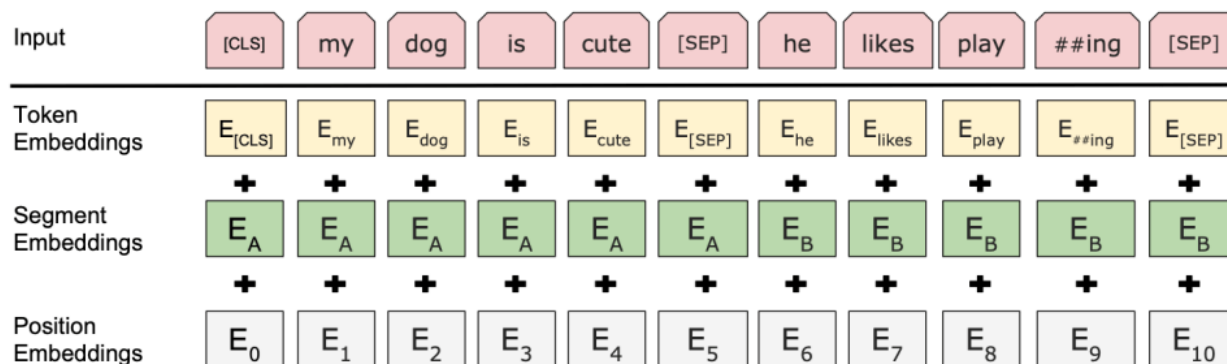 Input [CLS] my dog is cute [SEP] he likes play ##ing [SEP]
Token
Embeddings
E[CLS] Emy Edog Eis Ecute E[SEP] Ehe Elikes Eplay E##ing E[SEP]
+ + + + + + + + + + +
Segment
Embeddings
EA EA EA EA EA EA EB EB EB EB EB
+ + + + + + + + + + +
Position
Embeddings
E0 E1 E2 E3 E4 E5 E6 E7 E8 E9 E10